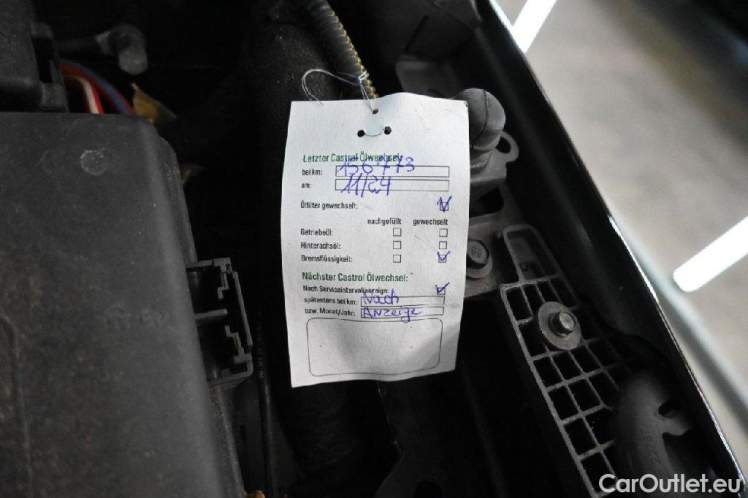 Letzter Castrol Ölwechsel:
bei km: 156'773
am: 11/24
Ölfilter gewechselt:
nachgefüllt gewechselt
Getriebeöl:
Hinterachsöl:
Bremsflüssigkeit:
Nächster Castrol Ölwechsel:
Nach Serviceintervallanzeige:
spätestens bei km: Nach
bzw. Monat/Jahr: Anzeige
CarOutlet.eu